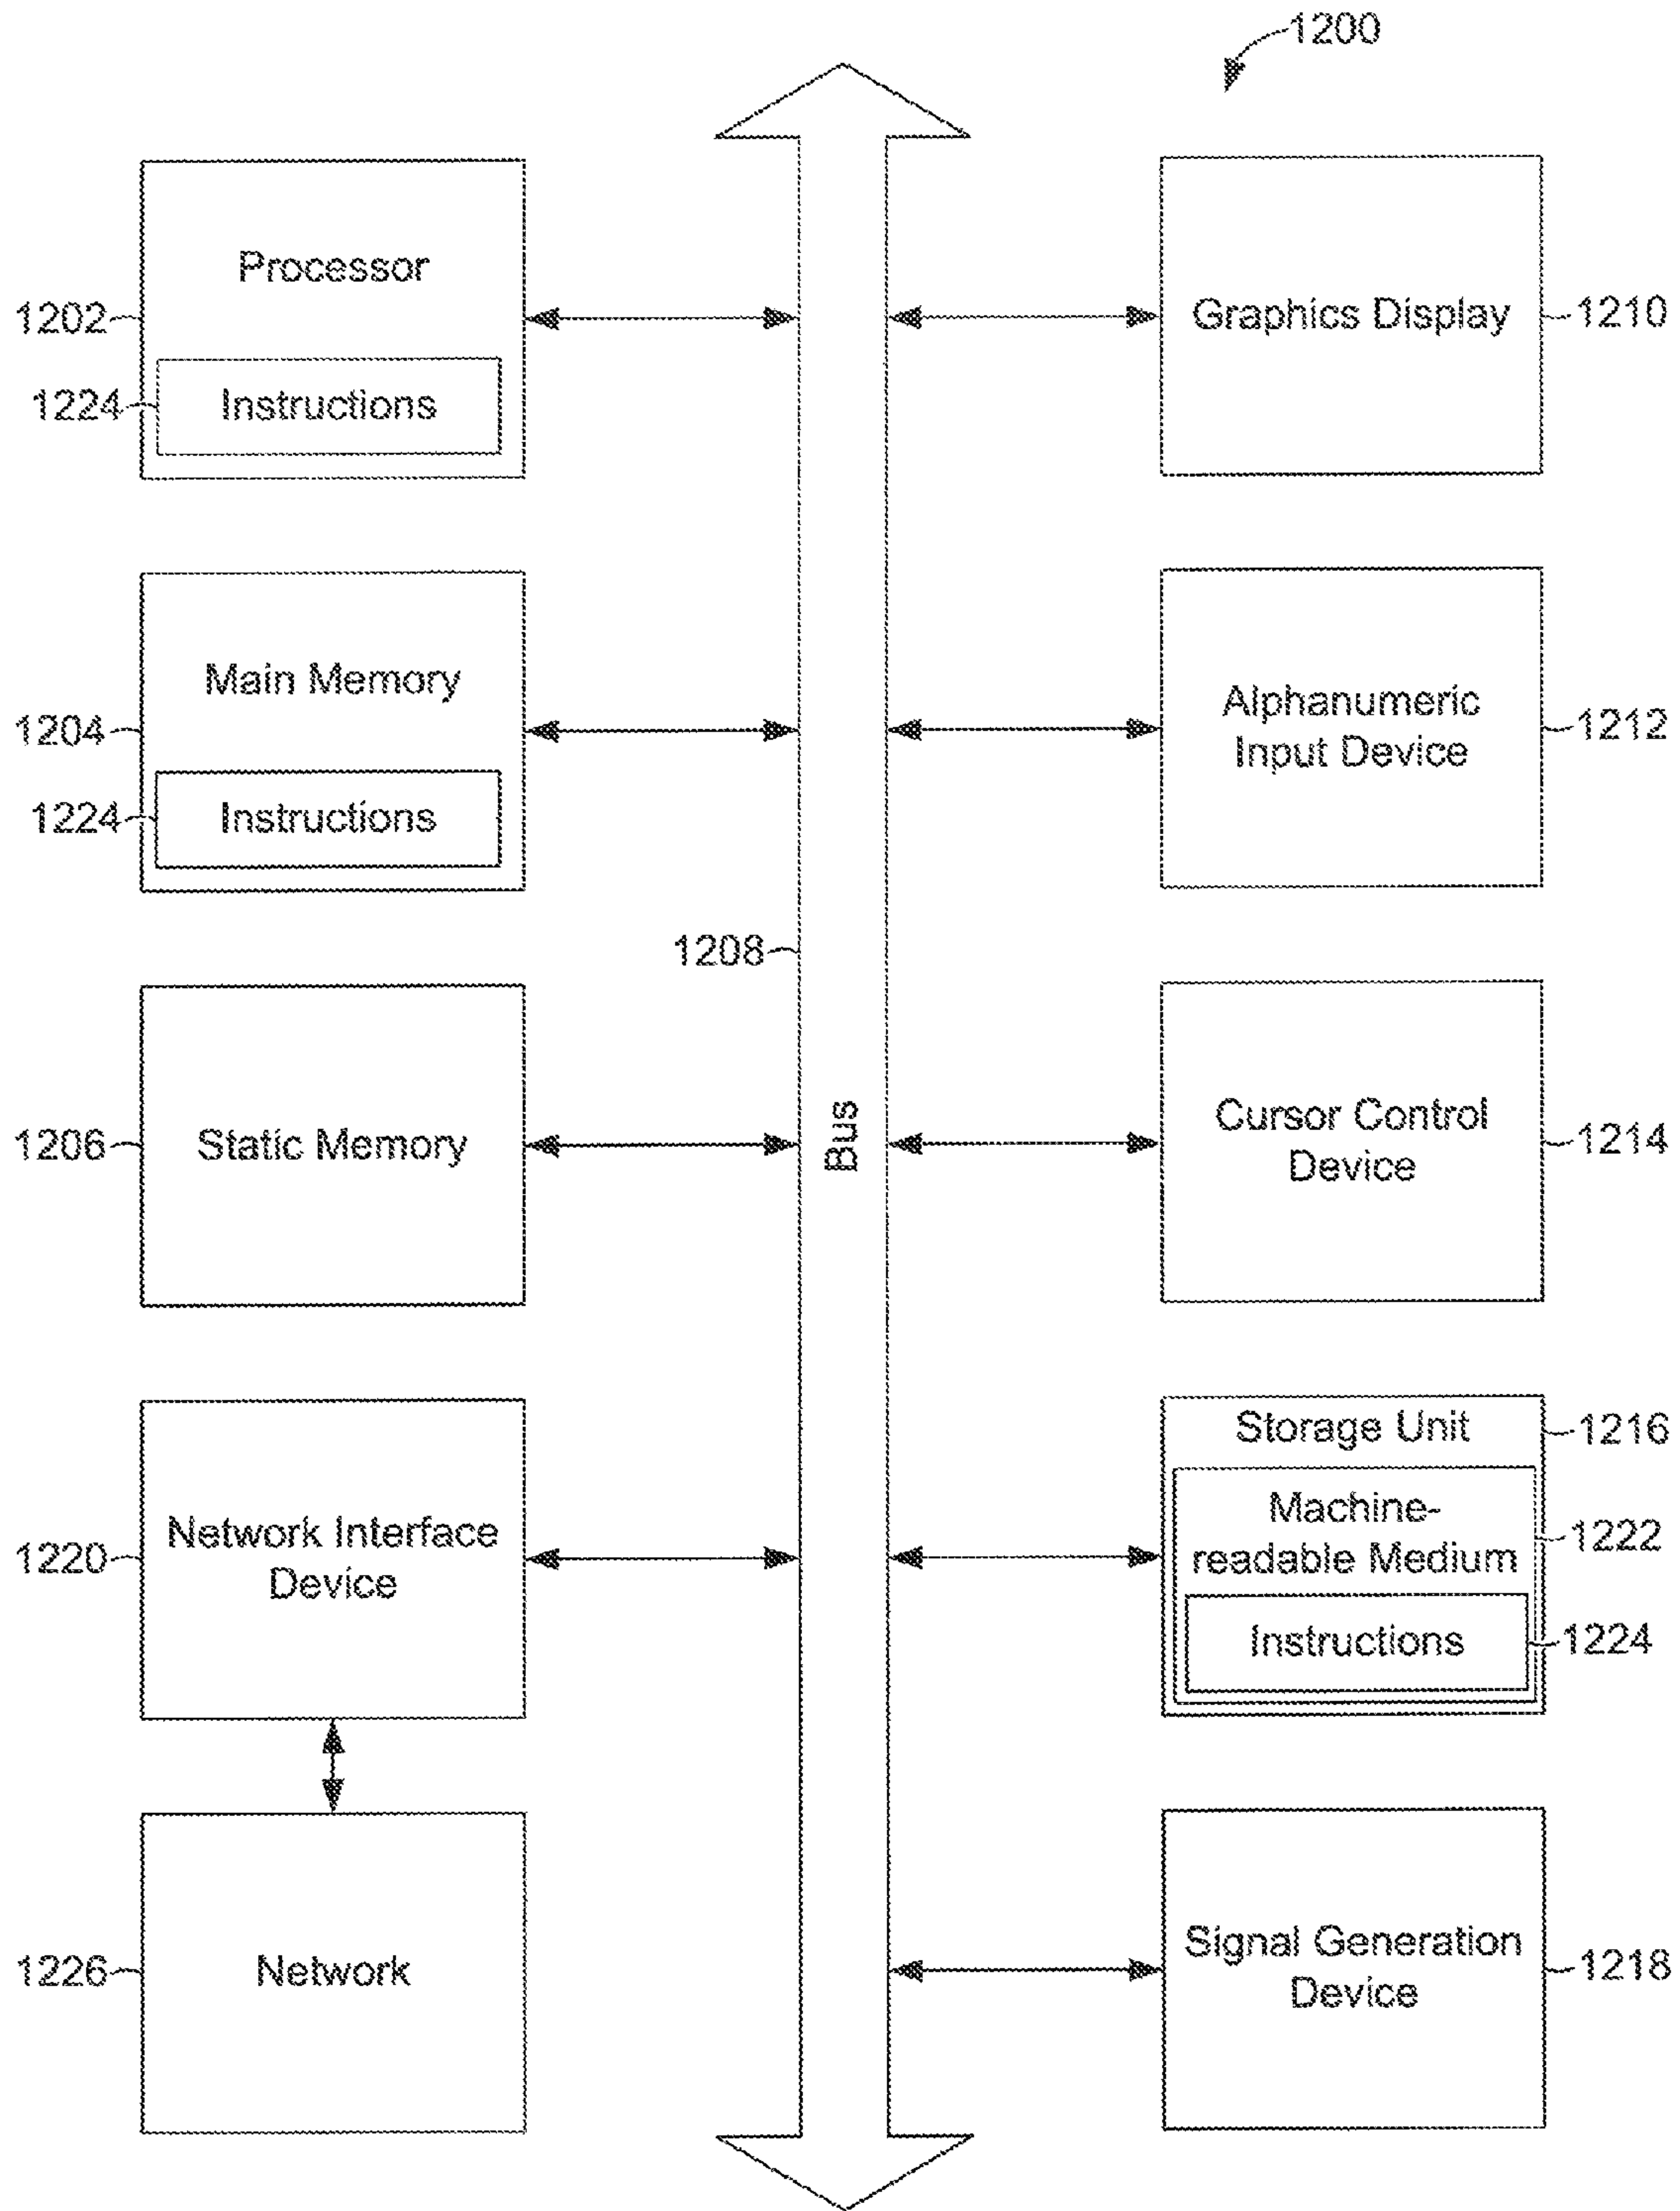 1200
Processor
1202
1224
Instructions
Main Memory
1204
1224
Instructions
Static Memory
1206
Network Interface
Device
1220
Network
1226
1208
Bus
Graphics Display
1210
Alphanumeric
Input Device
1212
Cursor Control
Device
1214
Storage Unit
1216
Machine-
readable Medium
1222
Instructions
1224
Signal Generation
Device
1218